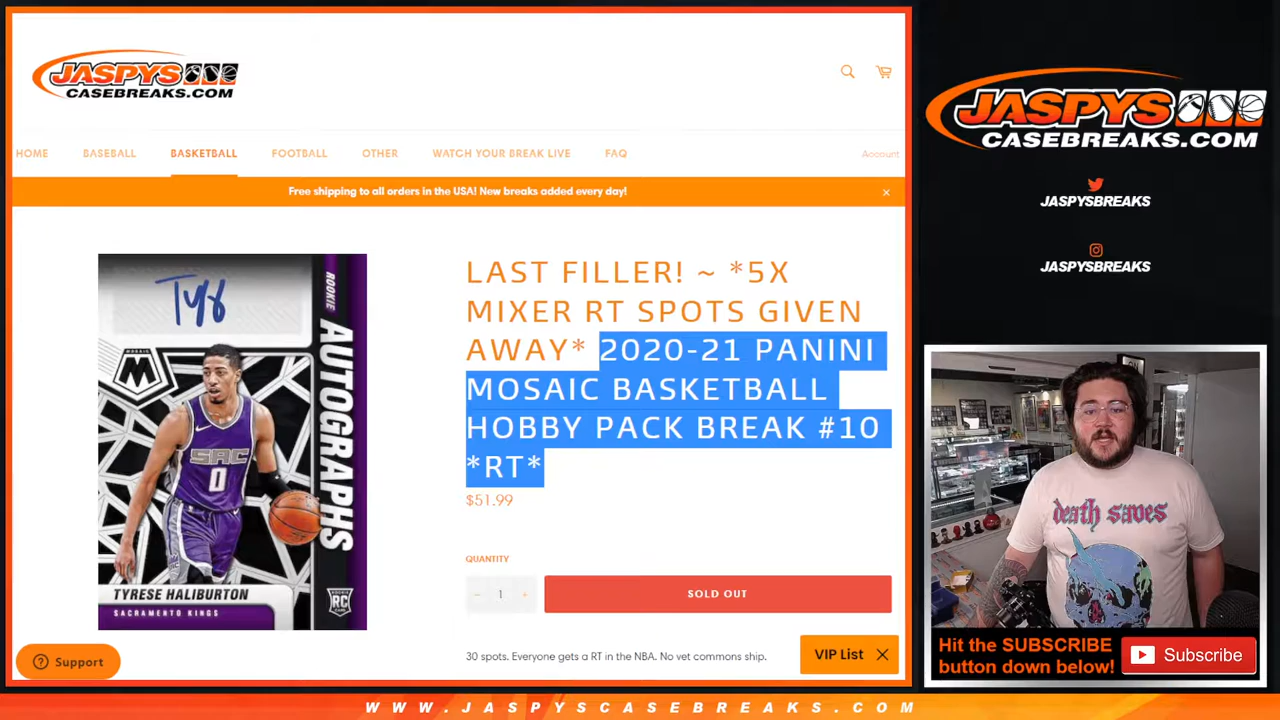 JASPYS
CASEBREAKS.COM
HOME
BASEBALL
BASKETBALL
FOOTBALL
OTHER
WATCH YOUR BREAK LIVE
FAQ
Account
Free shipping to all orders in the USA! New breaks added every day!
×
Tyg
ROOKIE
AUTOGRAPHS
M
MOSAIC
SAC
0
TYRESE HALIBURTON
SACRAMENTO KINGS
RC
LAST FILLER! ~ *5X
MIXER RT SPOTS GIVEN
AWAY* 2020-21 PANINI
MOSAIC BASKETBALL
HOBBY PACK BREAK #10
*RT*
$51.99
QUANTITY
− 1 +
SOLD OUT
30 spots. Everyone gets a RT in the NBA. No vet commons ship.
Support
VIP List ×
JASPYS
CASEBREAKS.COM
JASPYSBREAKS
JASPYSBREAKS
death saves
Hit the SUBSCRIBE
button down below!
Subscribe
WWW.JASPYSCASEBREAKS.COM